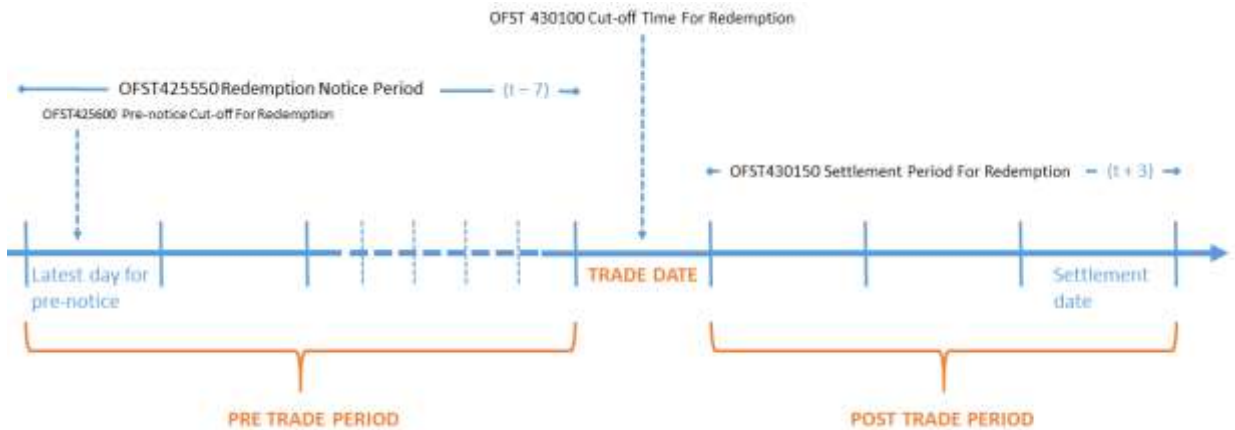 OFST 430100 Cut-off Time For Redemption
OFST425550 Redemption Notice Period (t – 7)
OFST425600 Pre-notice Cut-off For Redemption
OFST430150 Settlement Period For Redemption (t + 3)
Latest day for
pre-notice
TRADE DATE
Settlement
date
PRE TRADE PERIOD
POST TRADE PERIOD